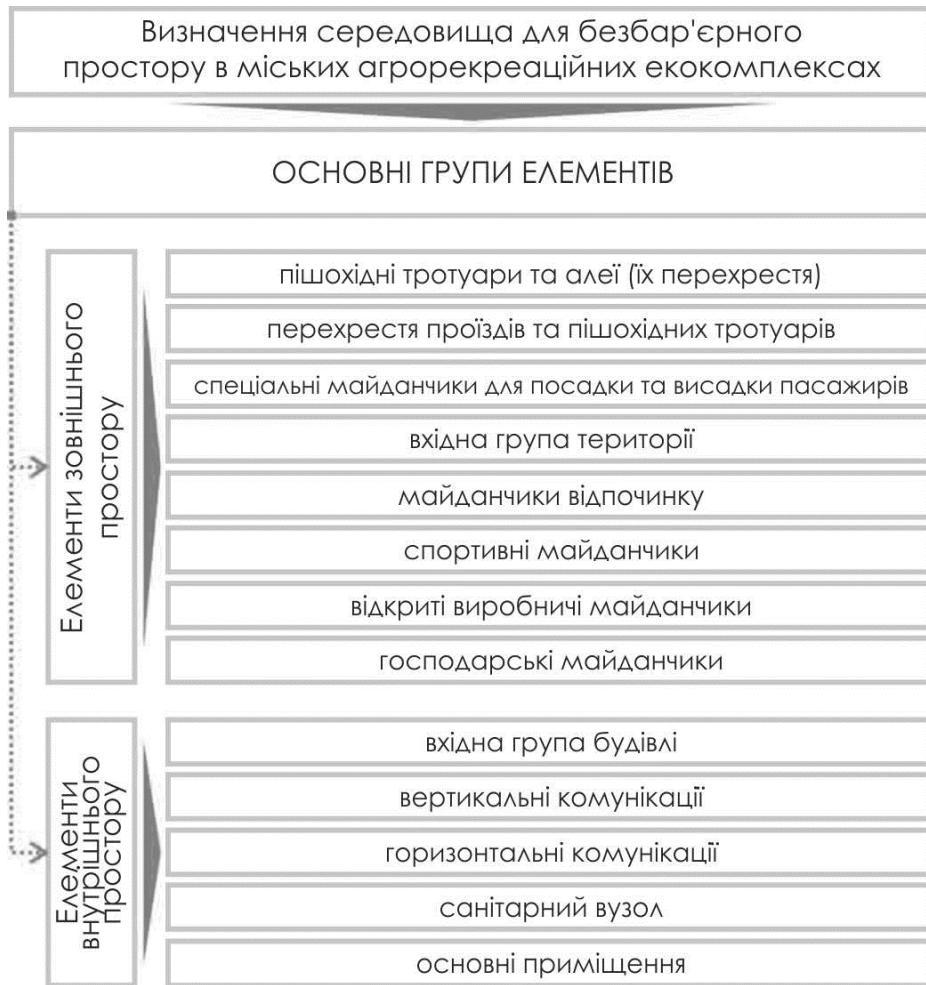 Визначення середовища для безбар'єрного
простору в міських агрорекреаційних екокомплексах
ОСНОВНІ ГРУПИ ЕЛЕМЕНТІВ
Елементи зовнішнього
простору
пішохідні тротуари та алеї (їх перехрестя)
перехрестя проїздів та пішохідних тротуарів
спеціальні майданчики для посадки та висадки пасажирів
вхідна група території
майданчики відпочинку
спортивні майданчики
відкриті виробничі майданчики
господарські майданчики
Елементи
внутрішнього
простору
вхідна група будівлі
вертикальні комунікації
горизонтальні комунікації
санітарний вузол
основні приміщення